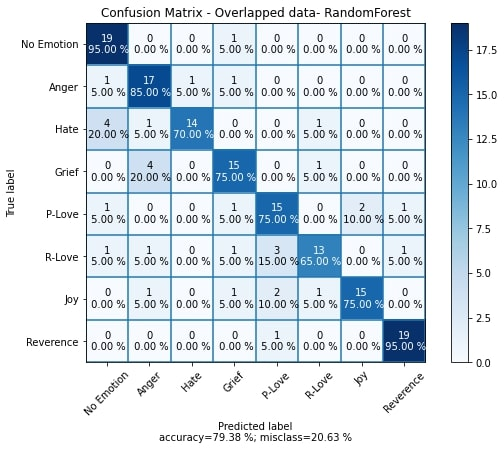 Confusion Matrix - Overlapped data- RandomForest
No Emotion
19 0 0 1 0 0 0 0
95.00 % 0.00 % 0.00 % 5.00 % 0.00 % 0.00 % 0.00 % 0.00 %
Anger
1 17 1 1 0 0 0 0
5.00 % 85.00 % 5.00 % 5.00 % 0.00 % 0.00 % 0.00 % 0.00 %
Hate
4 1 14 0 0 1 0 0
20.00 % 5.00 % 70.00 % 0.00 % 0.00 % 5.00 % 0.00 % 0.00 %
Grief
0 4 0 15 0 1 0 0
0.00 % 20.00 % 0.00 % 75.00 % 0.00 % 5.00 % 0.00 % 0.00 %
P-Love
1 0 0 1 15 0 2 1
5.00 % 0.00 % 0.00 % 5.00 % 75.00 % 0.00 % 10.00 % 5.00 %
R-Love
1 1 0 1 3 13 0 1
5.00 % 5.00 % 0.00 % 5.00 % 15.00 % 65.00 % 0.00 % 5.00 %
Joy
0 1 0 1 2 1 15 0
0.00 % 5.00 % 0.00 % 5.00 % 10.00 % 5.00 % 75.00 % 0.00 %
Reverence
0 0 0 0 1 0 0 19
0.00 % 0.00 % 0.00 % 0.00 % 5.00 % 0.00 % 0.00 % 95.00 %
True label
No Emotion Anger Hate Grief P-Love R-Love Joy Reverence
Predicted label
accuracy=79.38 %; misclass=20.63 %
17.5
15.0
12.5
10.0
7.5
5.0
2.5
0.0